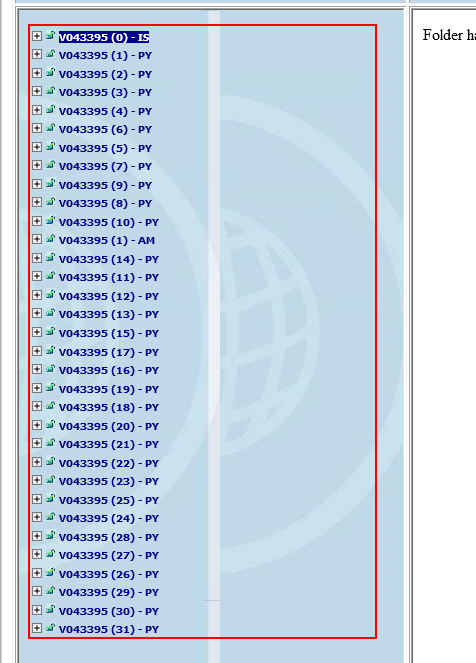 V043395 (0) - IS
V043395 (1) - PY
V043395 (2) - PY
V043395 (3) - PY
V043395 (4) - PY
V043395 (6) - PY
V043395 (5) - PY
V043395 (7) - PY
V043395 (9) - PY
V043395 (8) - PY
V043395 (10) - PY
V043395 (1) - AM
V043395 (14) - PY
V043395 (11) - PY
V043395 (12) - PY
V043395 (13) - PY
V043395 (15) - PY
V043395 (17) - PY
V043395 (16) - PY
V043395 (19) - PY
V043395 (18) - PY
V043395 (20) - PY
V043395 (21) - PY
V043395 (22) - PY
V043395 (23) - PY
V043395 (25) - PY
V043395 (24) - PY
V043395 (28) - PY
V043395 (27) - PY
V043395 (26) - PY
V043395 (29) - PY
V043395 (30) - PY
V043395 (31) - PY
Folder